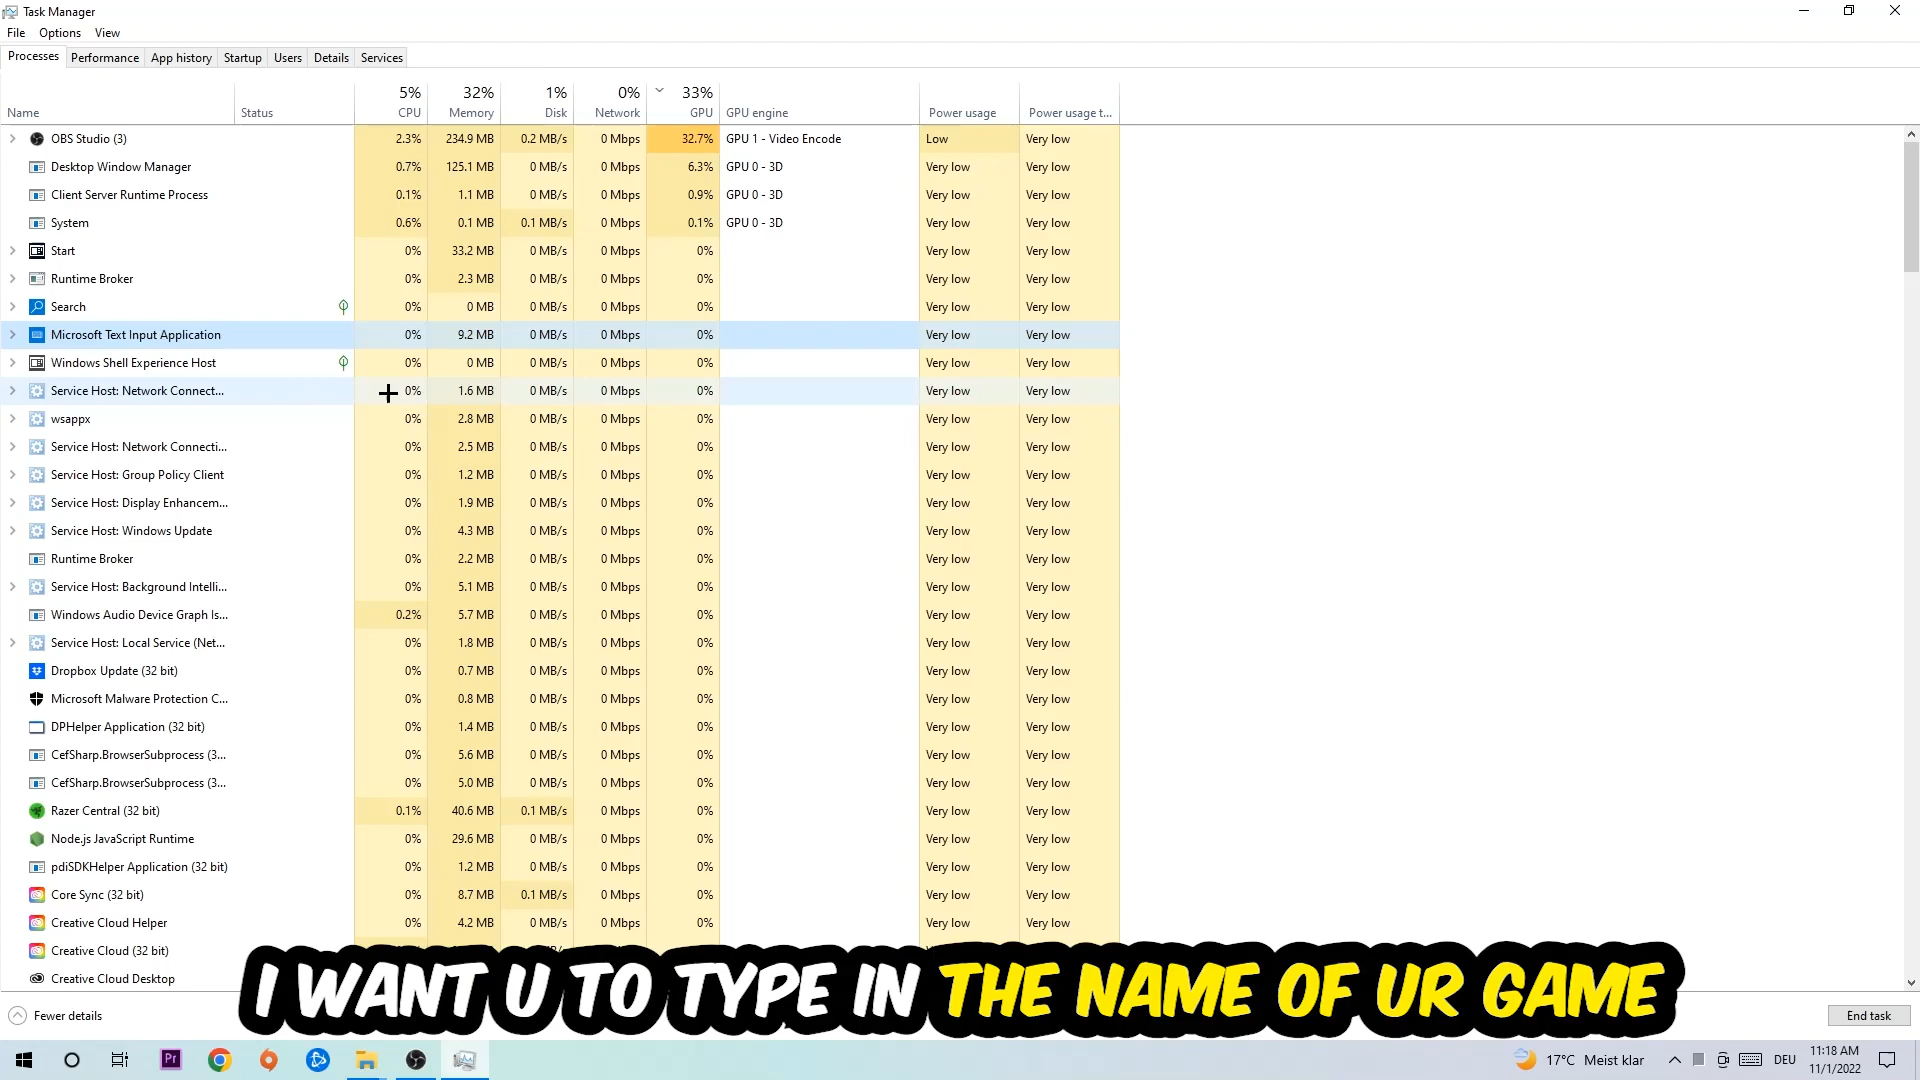 Task Manager
File Options View
Processes Performance App history Startup Users Details Services
5% 32% 1% 0% 33%
Name Status CPU Memory Disk Network GPU GPU engine Power usage Power usage t...
OBS Studio (3) 2.3% 234.9 MB 0.2 MB/s 0 Mbps 32.7% GPU 1 - Video Encode Low Very low
Desktop Window Manager 0.7% 125.1 MB 0 MB/s 0 Mbps 6.3% GPU 0 - 3D Very low Very low
Client Server Runtime Process 0.1% 1.1 MB 0 MB/s 0 Mbps 0.9% GPU 0 - 3D Very low Very low
System 0.6% 0.1 MB 0.1 MB/s 0 Mbps 0.1% GPU 0 - 3D Very low Very low
Start 0% 33.2 MB 0 MB/s 0 Mbps 0% Very low Very low
Runtime Broker 0% 2.3 MB 0 MB/s 0 Mbps 0% Very low Very low
Search 0% 0 MB 0 MB/s 0 Mbps 0% Very low Very low
Microsoft Text Input Application 0% 9.2 MB 0 MB/s 0 Mbps 0% Very low Very low
Windows Shell Experience Host 0% 0 MB 0 MB/s 0 Mbps 0% Very low Very low
Service Host: Network Connect... 0% 1.6 MB 0 MB/s 0 Mbps 0% Very low Very low
wsappx 0% 2.8 MB 0 MB/s 0 Mbps 0% Very low Very low
Service Host: Network Connecti... 0% 2.5 MB 0 MB/s 0 Mbps 0% Very low Very low
Service Host: Group Policy Client 0% 1.2 MB 0 MB/s 0 Mbps 0% Very low Very low
Service Host: Display Enhancem... 0% 1.9 MB 0 MB/s 0 Mbps 0% Very low Very low
Service Host: Windows Update 0% 4.3 MB 0 MB/s 0 Mbps 0% Very low Very low
Runtime Broker 0% 2.2 MB 0 MB/s 0 Mbps 0% Very low Very low
Service Host: Background Intelli... 0% 5.1 MB 0 MB/s 0 Mbps 0% Very low Very low
Windows Audio Device Graph Is... 0.2% 5.7 MB 0 MB/s 0 Mbps 0% Very low Very low
Service Host: Local Service (Net... 0% 1.8 MB 0 MB/s 0 Mbps 0% Very low Very low
Dropbox Update (32 bit) 0% 0.7 MB 0 MB/s 0 Mbps 0% Very low Very low
Microsoft Malware Protection C... 0% 0.8 MB 0 MB/s 0 Mbps 0% Very low Very low
DPHelper Application (32 bit) 0% 1.4 MB 0 MB/s 0 Mbps 0% Very low Very low
CefSharp.BrowserSubprocess (3... 0% 5.6 MB 0 MB/s 0 Mbps 0% Very low Very low
CefSharp.BrowserSubprocess (3... 0% 5.0 MB 0 MB/s 0 Mbps 0% Very low Very low
Razer Central (32 bit) 0.1% 40.6 MB 0.1 MB/s 0 Mbps 0% Very low Very low
Node.js JavaScript Runtime 0% 29.6 MB 0 MB/s 0 Mbps 0% Very low Very low
pdiSDKHelper Application (32 bit) 0% 1.2 MB 0 MB/s 0 Mbps 0% Very low Very low
Core Sync (32 bit) 0% 8.7 MB 0.1 MB/s 0 Mbps 0% Very low Very low
Creative Cloud Helper 0% 4.2 MB 0 MB/s 0 Mbps 0% Very low Very low
Creative Cloud (32 bit)
Creative Cloud Desktop
I WANT U TO TYPE IN THE NAME OF UR GAME
Fewer details End task
Pr 17°C Meist klar DEU 11:18 AM
11/1/2022